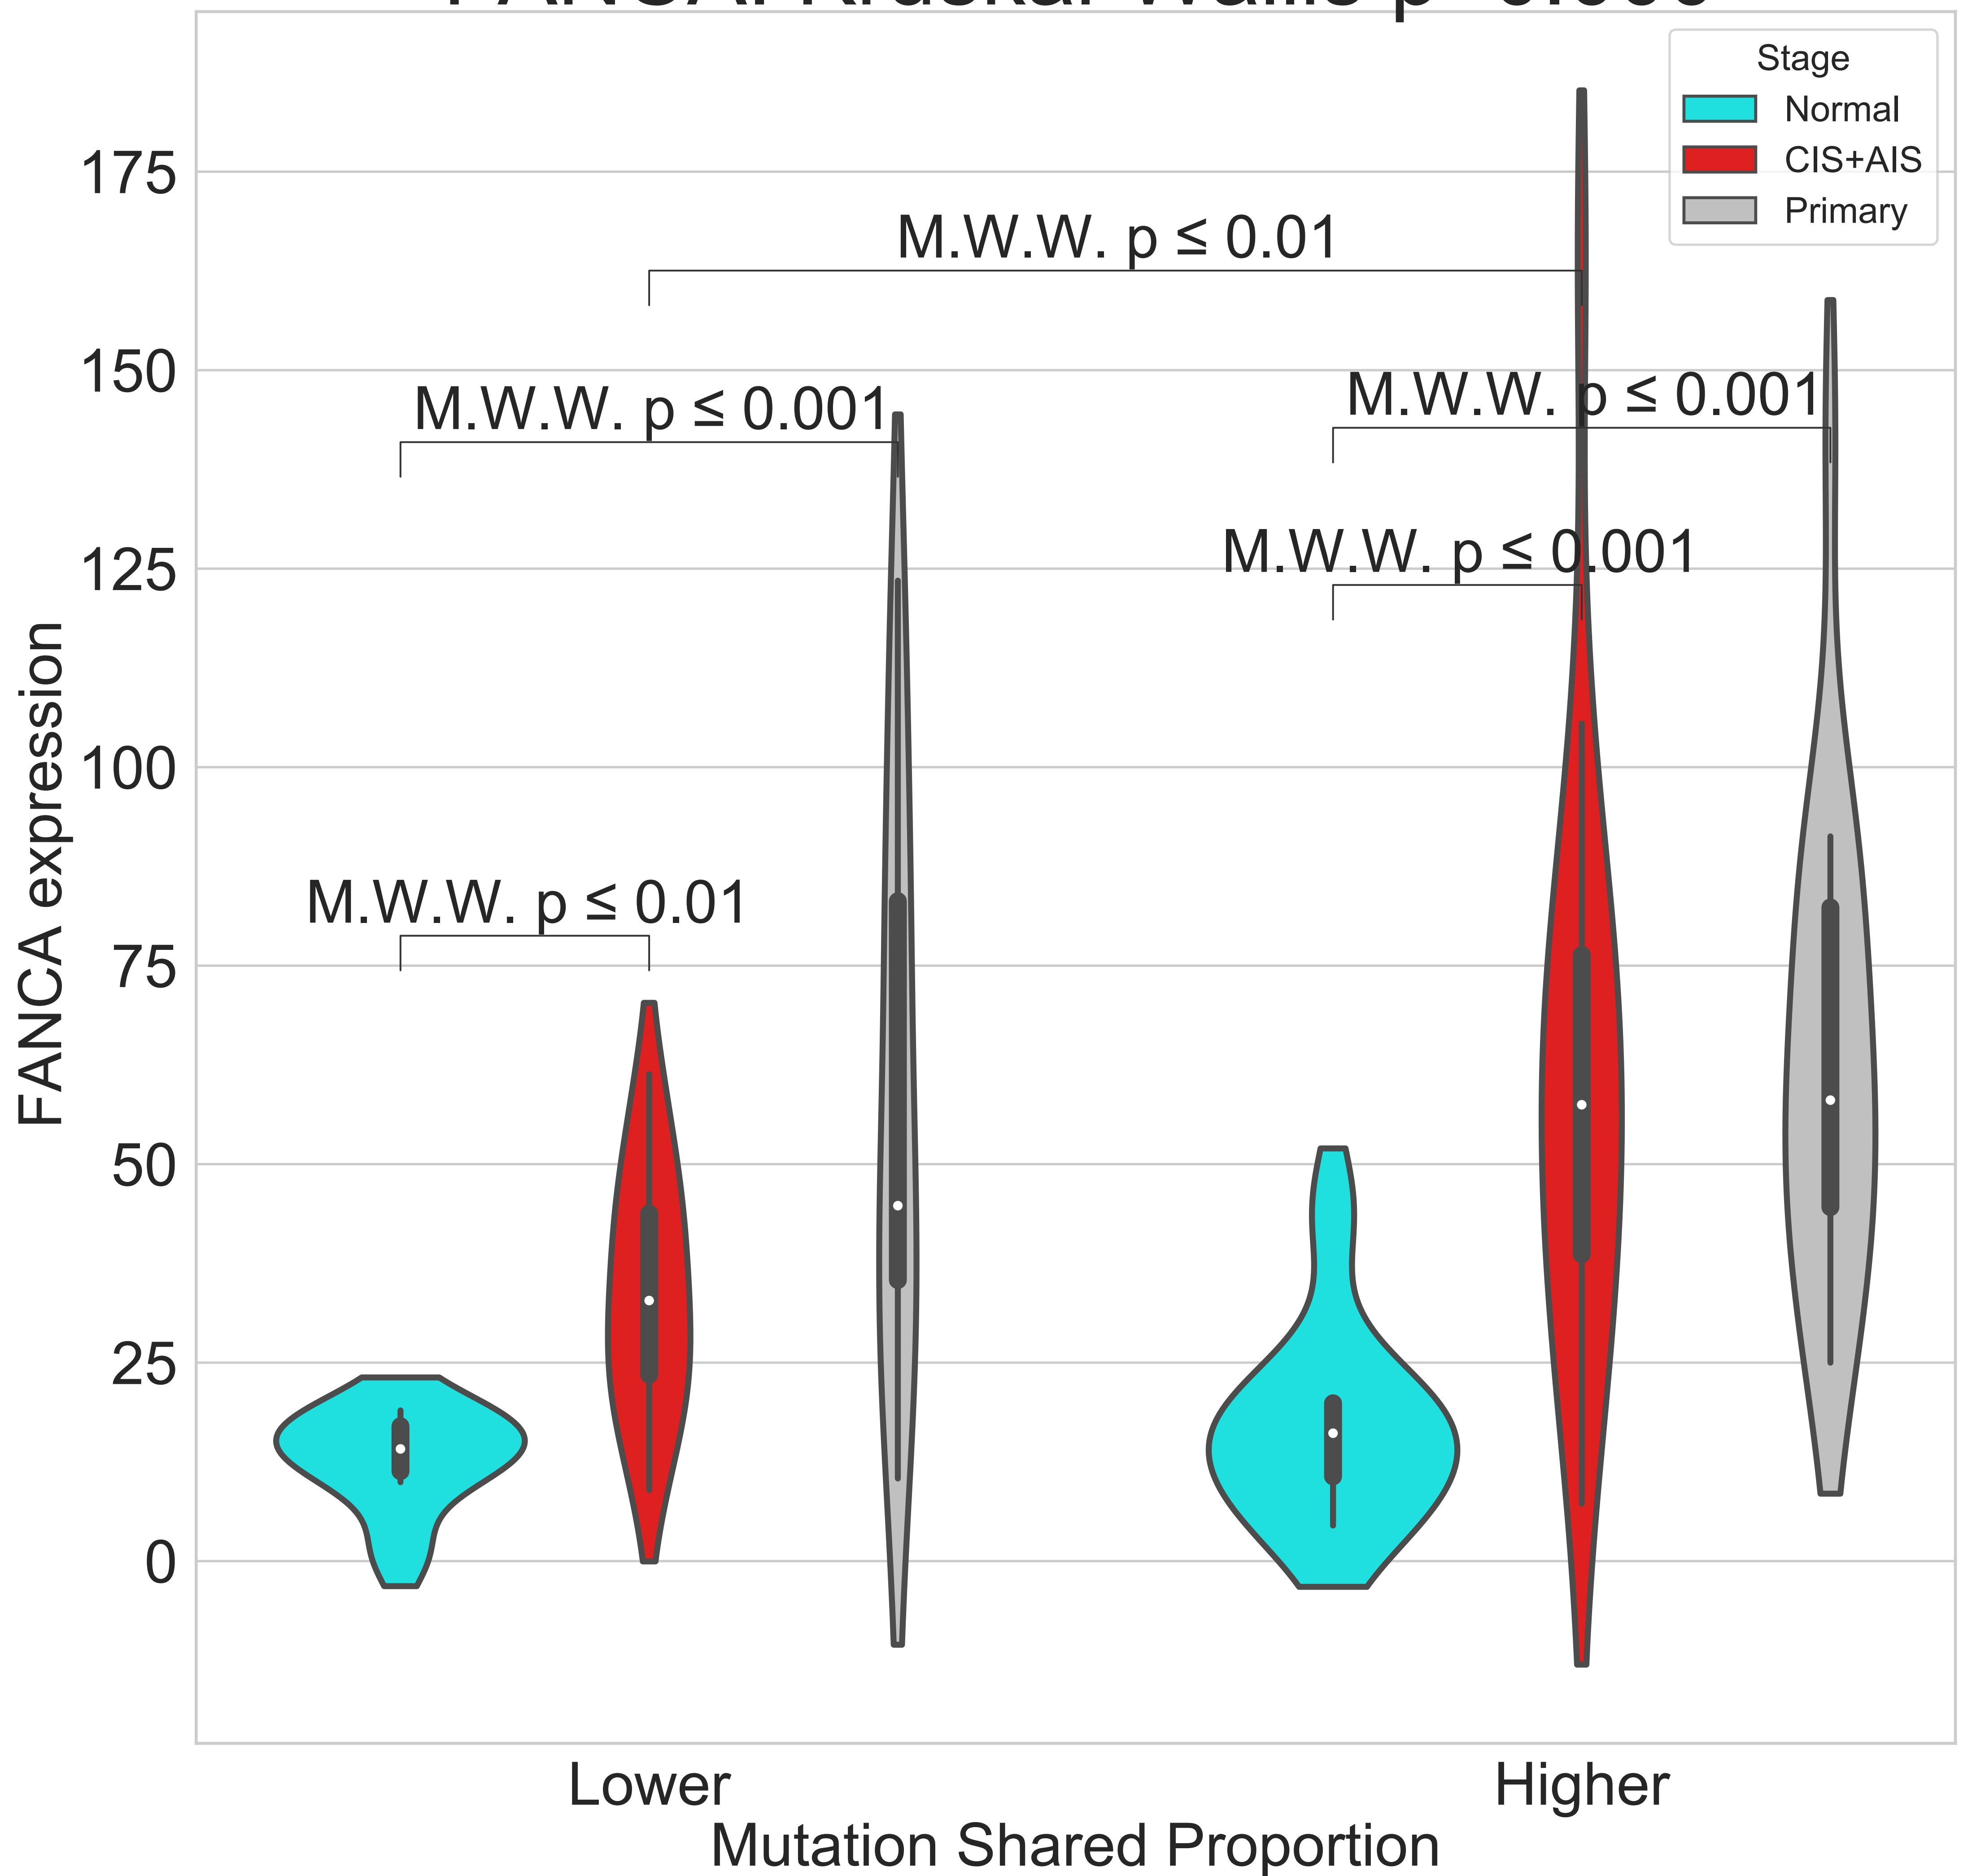 Stage
Normal
CIS+AIS
Primary
175
150
125
100
75
50
25
0
FANCA expression
M.W.W. p ≤ 0.01
M.W.W. p ≤ 0.001
M.W.W. p ≤ 0.001
M.W.W. p ≤ 0.001
M.W.W. p ≤ 0.01
Lower
Higher
Mutation Shared Proportion